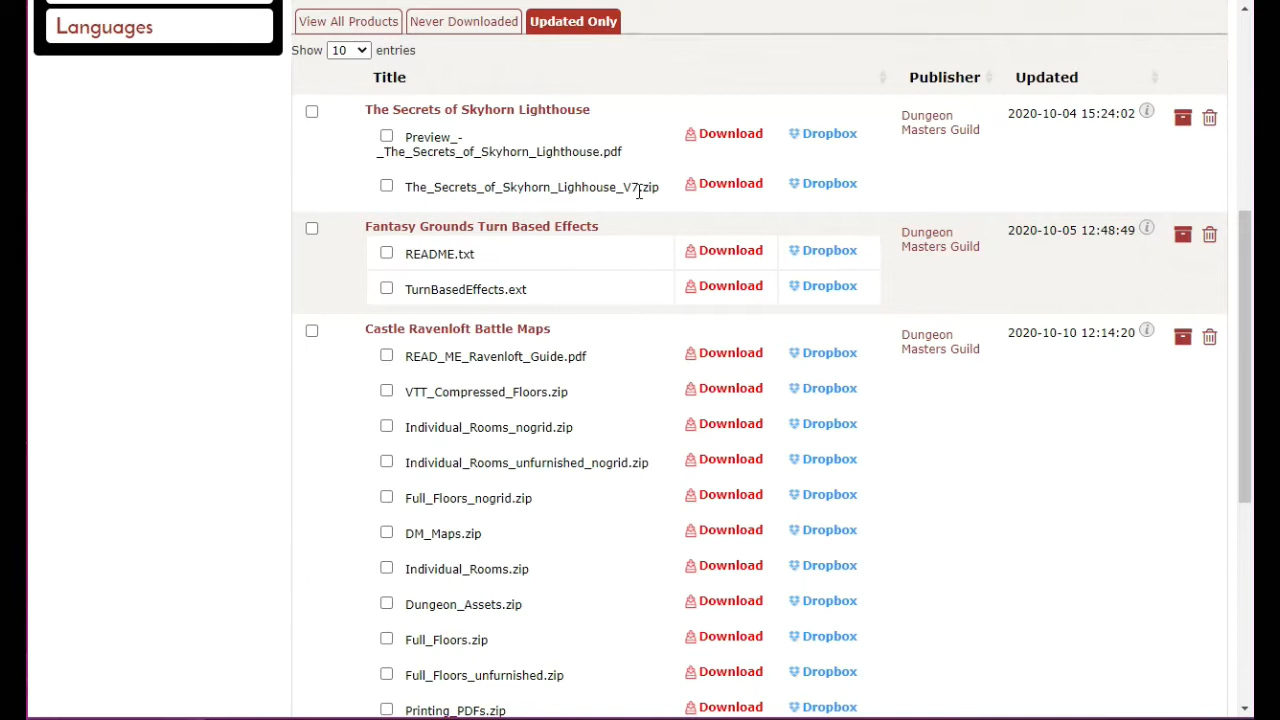 Languages
View All Products Never Downloaded Updated Only
Show 10 entries
Title Publisher Updated
The Secrets of Skyhorn Lighthouse Dungeon Masters Guild 2020-10-04 15:24:02
Preview_-_The_Secrets_of_Skyhorn_Lighthouse.pdf Download Dropbox
The_Secrets_of_Skyhorn_Lighhouse_V7.zip Download Dropbox
Fantasy Grounds Turn Based Effects Dungeon Masters Guild 2020-10-05 12:48:49
README.txt Download Dropbox
TurnBasedEffects.ext Download Dropbox
Castle Ravenloft Battle Maps Dungeon Masters Guild 2020-10-10 12:14:20
READ_ME_Ravenloft_Guide.pdf Download Dropbox
VTT_Compressed_Floors.zip Download Dropbox
Individual_Rooms_nogrid.zip Download Dropbox
Individual_Rooms_unfurnished_nogrid.zip Download Dropbox
Full_Floors_nogrid.zip Download Dropbox
DM_Maps.zip Download Dropbox
Individual_Rooms.zip Download Dropbox
Dungeon_Assets.zip Download Dropbox
Full_Floors.zip Download Dropbox
Full_Floors_unfurnished.zip Download Dropbox
Printing_PDFs.zip Download Dropbox